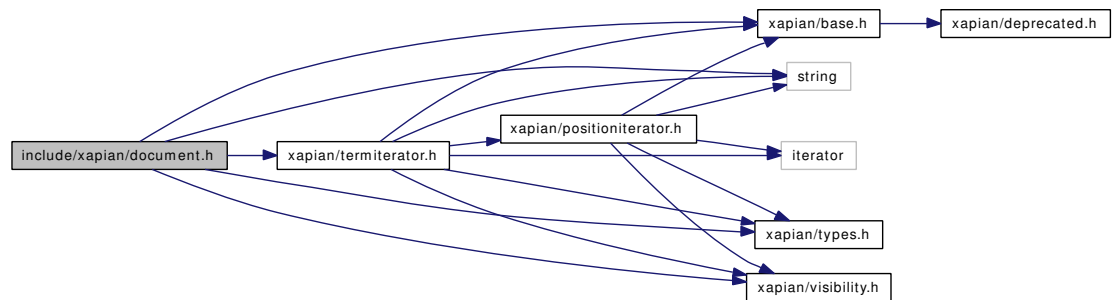 xapian/base.h
xapian/deprecated.h
string
xapian/positioniterator.h
include/xapian/document.h
xapian/termiterator.h
iterator
xapian/types.h
xapian/visibility.h